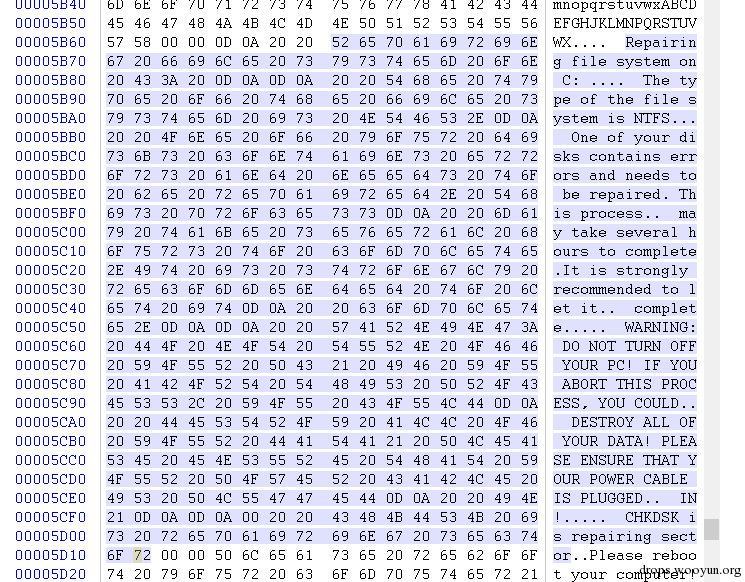 00005B40 6D 6E 6F 70 71 72 73 74 75 76 77 78 41 42 43 44 mnopqrstuvwxABCD
00005B50 45 46 47 48 4A 4B 4C 4D 4E 50 51 52 53 54 55 56 EFGHJKLMNPQRSTUV
00005B60 57 58 00 00 0D 0A 20 20 52 65 70 61 69 72 69 6E WX.... Repairin
00005B70 67 20 66 69 6C 65 20 73 79 73 74 65 6D 20 6F 6E g file system on
00005B80 20 43 3A 20 0D 0A 0D 0A 20 20 54 68 65 20 74 79 C: .... The ty
00005B90 70 65 20 6F 66 20 74 68 65 20 66 69 6C 65 20 73 pe of the file s
00005BA0 79 73 74 65 6D 20 69 73 20 4E 54 46 53 2E 0D 0A ystem is NTFS...
00005BB0 20 20 4F 6E 65 20 6F 66 20 79 6F 75 72 20 64 69 One of your di
00005BC0 73 6B 73 20 63 6F 6E 74 61 69 6E 73 20 65 72 72 sks contains err
00005BD0 6F 72 73 20 61 6E 64 20 6E 65 65 64 73 20 74 6F ors and needs to
00005BE0 20 62 65 20 72 65 70 61 69 72 65 64 2E 20 54 68 be repaired. Th
00005BF0 69 73 20 70 72 6F 63 65 73 73 0D 0A 20 20 6D 61 is process.. ma
00005C00 79 20 74 61 6B 65 20 73 65 76 65 72 61 6C 20 68 y take several h
00005C10 6F 75 72 73 20 74 6F 20 63 6F 6D 70 6C 65 74 65 ours to complete
00005C20 2E 49 74 20 69 73 20 73 74 72 6F 6E 67 6C 79 20 .It is strongly
00005C30 72 65 63 6F 6D 6D 65 6E 64 65 64 20 74 6F 20 6C recommended to l
00005C40 65 74 20 69 74 0D 0A 20 20 63 6F 6D 70 6C 65 74 et it.. complet
00005C50 65 2E 0D 0A 0D 0A 20 20 57 41 52 4E 49 4E 47 3A e..... WARNING:
00005C60 20 44 4F 20 4E 4F 54 20 54 55 52 4E 20 4F 46 46 DO NOT TURN OFF
00005C70 20 59 4F 55 52 20 50 43 21 20 49 46 20 59 4F 55 YOUR PC! IF YOU
00005C80 20 41 42 4F 52 54 20 54 48 49 53 20 50 52 4F 43 ABORT THIS PROC
00005C90 45 53 53 2C 20 59 4F 55 20 43 4F 55 4C 44 0D 0A ESS, YOU COULD..
00005CA0 20 20 44 45 53 54 52 4F 59 20 41 4C 4C 20 4F 46 DESTROY ALL OF
00005CB0 20 59 4F 55 52 20 44 41 54 41 21 20 50 4C 45 41 YOUR DATA! PLEA
00005CC0 53 45 20 45 4E 53 55 52 45 20 54 48 41 54 20 59 SE ENSURE THAT Y
00005CD0 4F 55 52 20 50 4F 57 45 52 20 43 41 42 4C 45 20 OUR POWER CABLE
00005CE0 49 53 20 50 4C 55 47 47 45 44 0D 0A 20 20 49 4E IS PLUGGED.. IN
00005CF0 21 0D 0A 0D 0A 00 20 20 43 48 4B 44 53 4B 20 69 !..... CHKDSK i
00005D00 73 20 72 65 70 61 69 72 69 6E 67 20 73 65 63 74 s repairing sect
00005D10 6F 72 00 00 50 6C 65 61 73 65 20 72 65 62 6F 6F or..Please reboo
00005D20 74 20 79 6F 75 72 20 63 6F 6D 70 75 74 65 72 21 t your computer!
drops.wooyun.org